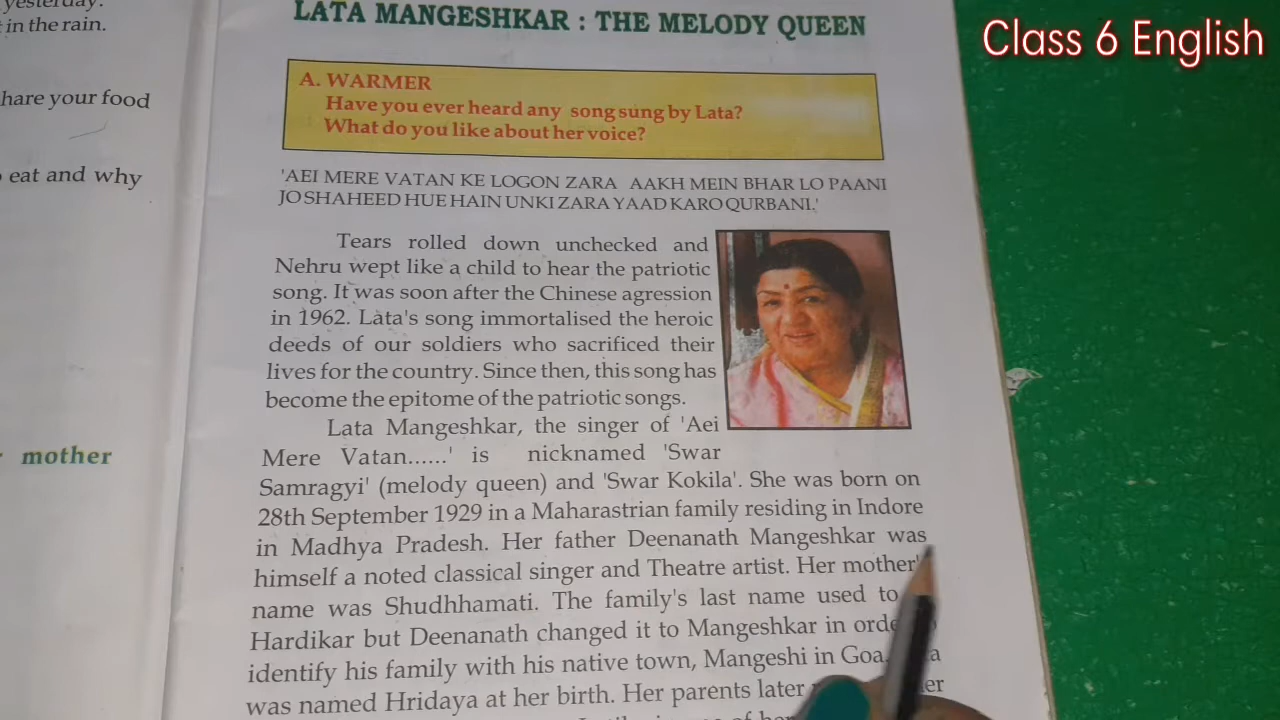 yesterday.
in the rain.
hare your food
eat and why
mother
LATA MANGESHKAR : THE MELODY QUEEN
Class 6 English
A. WARMER
Have you ever heard any song sung by Lata?
What do you like about her voice?
'AEI MERE VATAN KE LOGON ZARA AAKH MEIN BHAR LO PAANI
JO SHAHEED HUE HAIN UNKI ZARA YAAD KARO QURBANI.'
Tears rolled down unchecked and
Nehru wept like a child to hear the patriotic
song. It was soon after the Chinese agression
in 1962. Lata's song immortalised the heroic
deeds of our soldiers who sacrificed their
lives for the country. Since then, this song has
become the epitome of the patriotic songs.
Lata Mangeshkar, the singer of 'Aei
Mere Vatan......' is nicknamed 'Swar
Samragyi' (melody queen) and 'Swar Kokila'. She was born on
28th September 1929 in a Maharastrian family residing in Indore
in Madhya Pradesh. Her father Deenanath Mangeshkar was
himself a noted classical singer and Theatre artist. Her mother'
name was Shudhhamati. The family's last name used to
Hardikar but Deenanath changed it to Mangeshkar in order
identify his family with his native town, Mangeshi in Goa.
was named Hridaya at her birth. Her parents later
of her